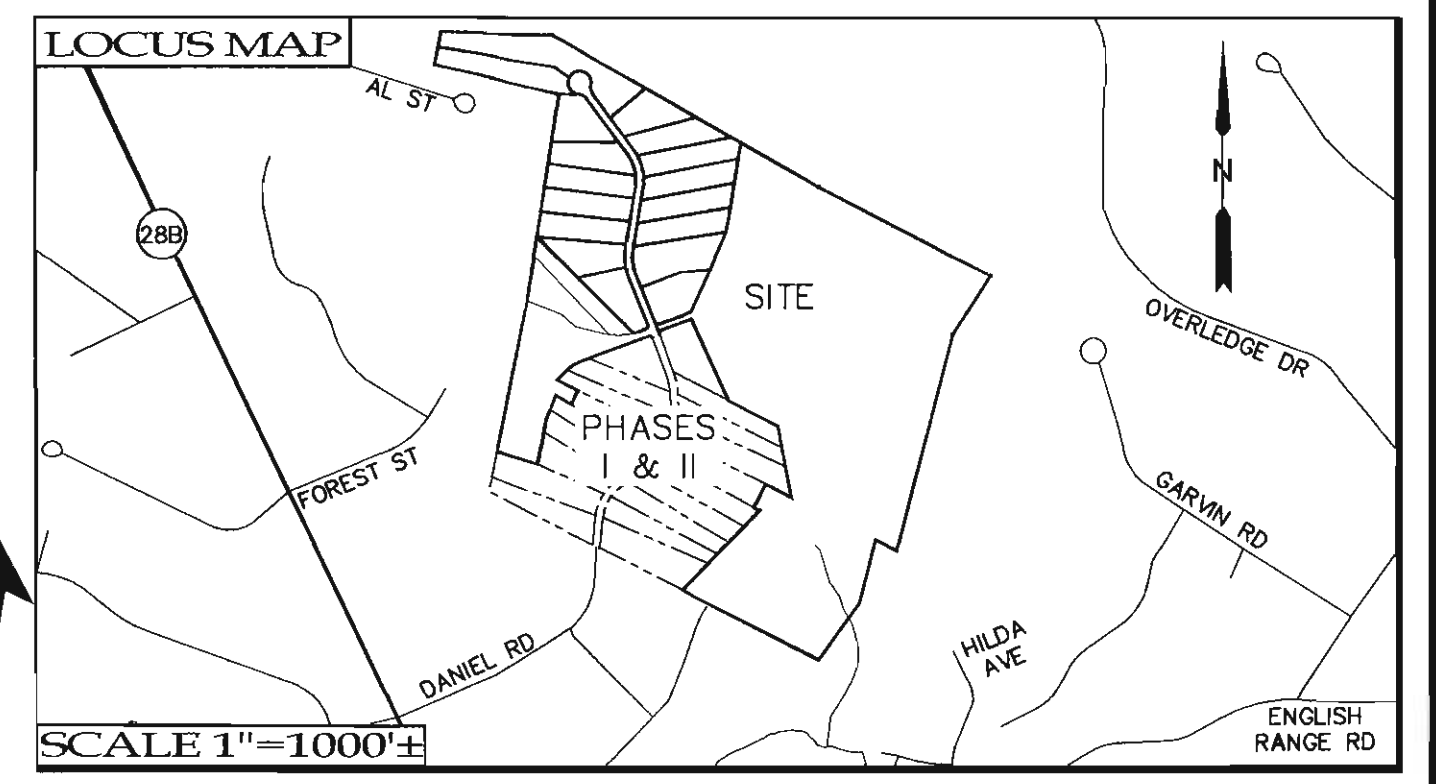 LOCUS MAP
AL ST
28B
N
SITE
OVERLEDGE DR
PHASES
I & II
FOREST ST
GARVIN RD
DANIEL RD
HILDA
AVE
ENGLISH
RANGE RD
SCALE 1"=1000'±